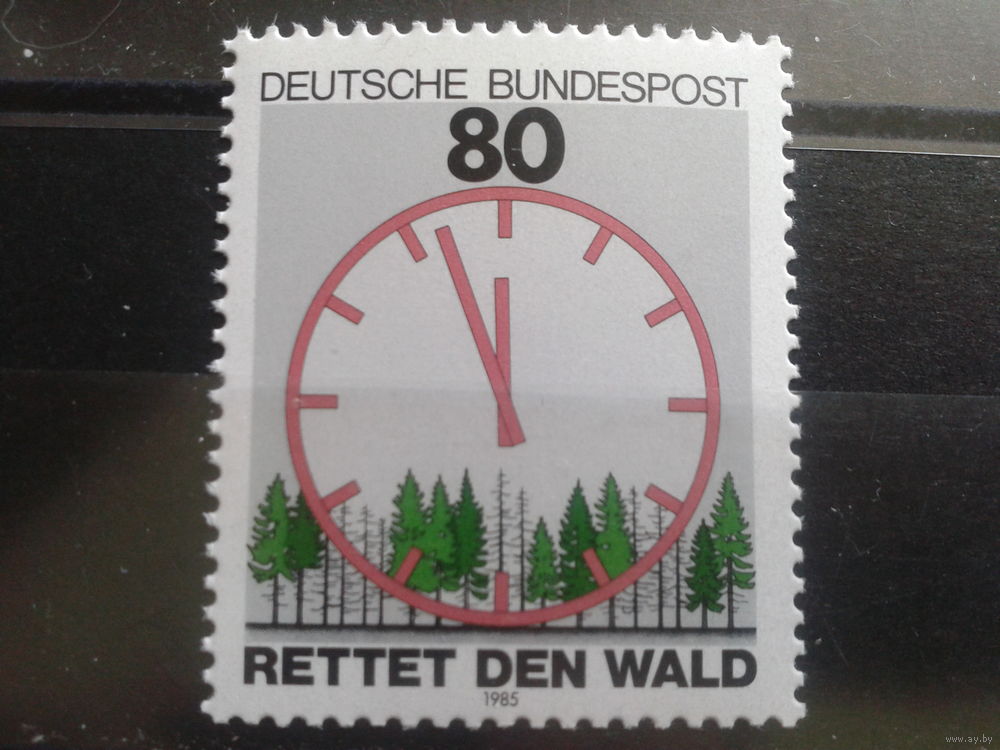 DEUTSCHE BUNDESPOST
80
RETTET DEN WALD
1985
www.ay.by